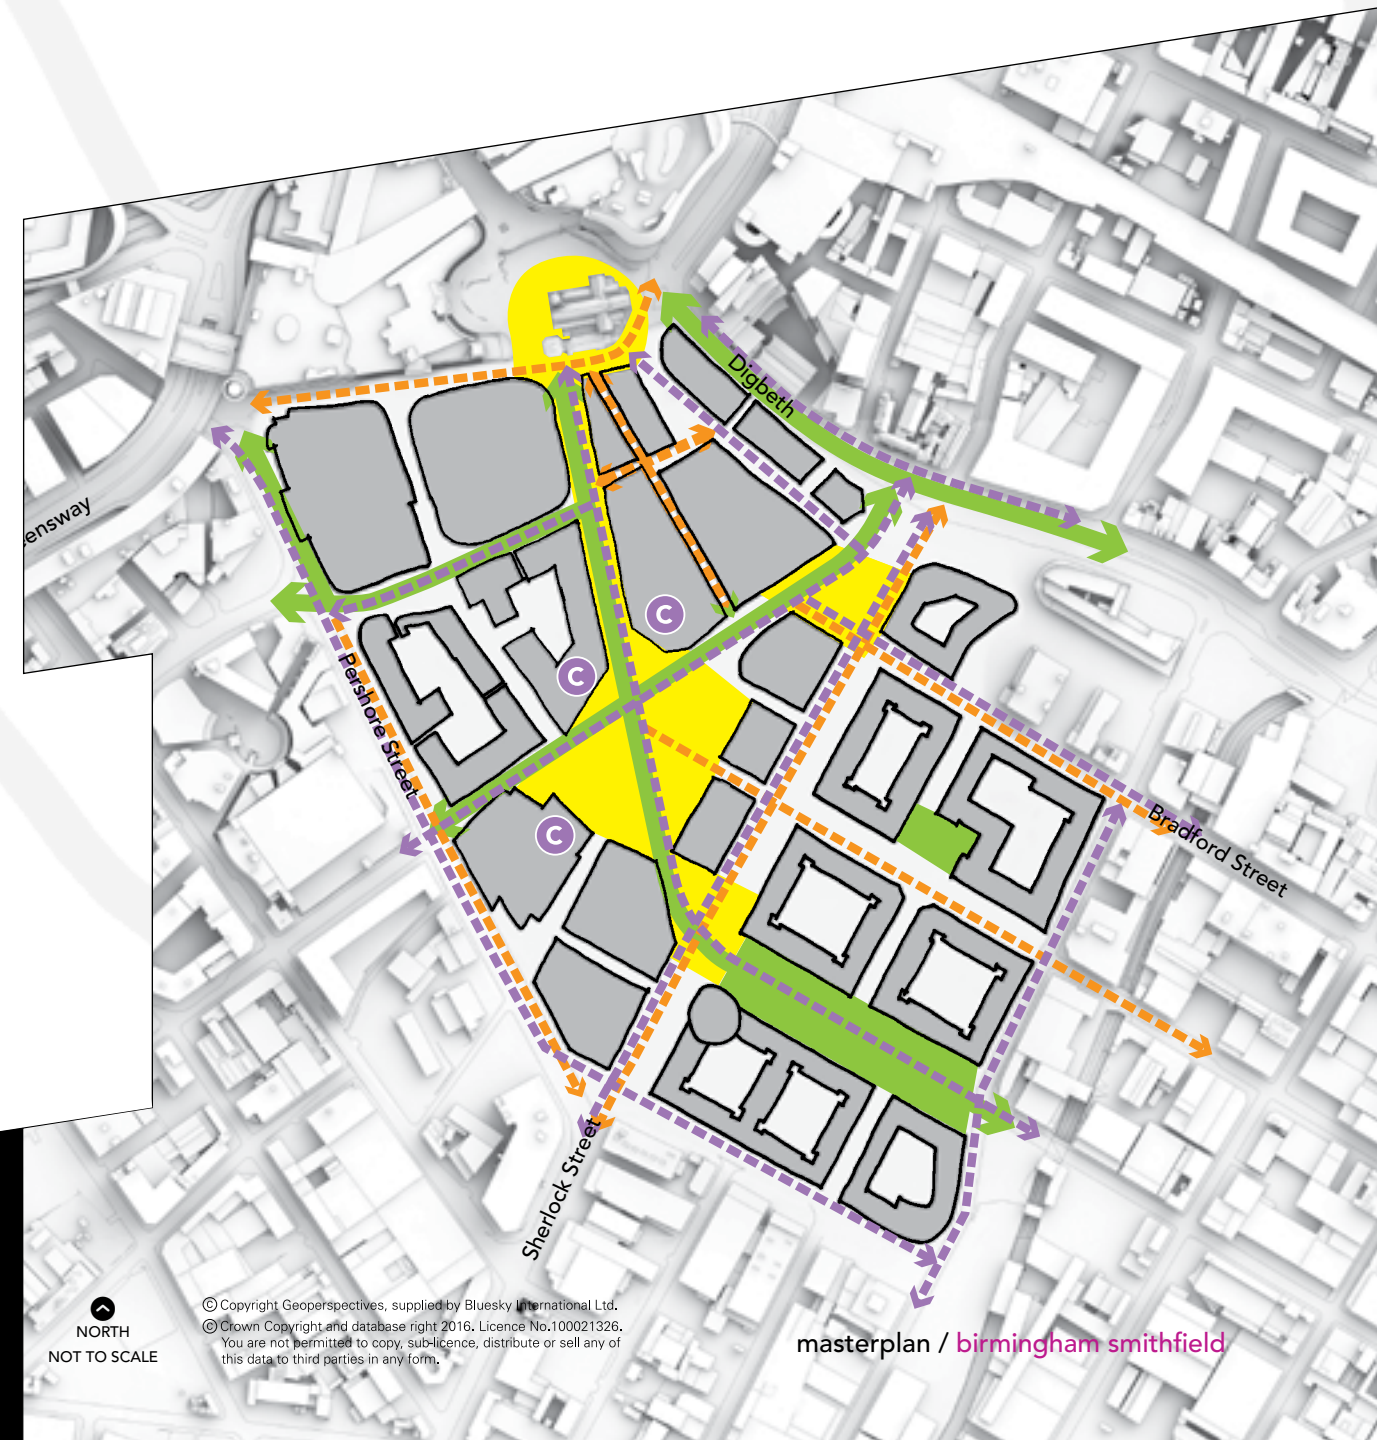 Digbeth
ensway
C
C
Pershore Street
C
Bradford Street
Sherlock Street
NORTH
NOT TO SCALE
© Copyright Geoperspectives, supplied by Bluesky International Ltd.
© Crown Copyright and database right 2016. Licence No.100021326.
You are not permitted to copy, sub-licence, distribute or sell any of
this data to third parties in any form.
masterplan / birmingham smithfield